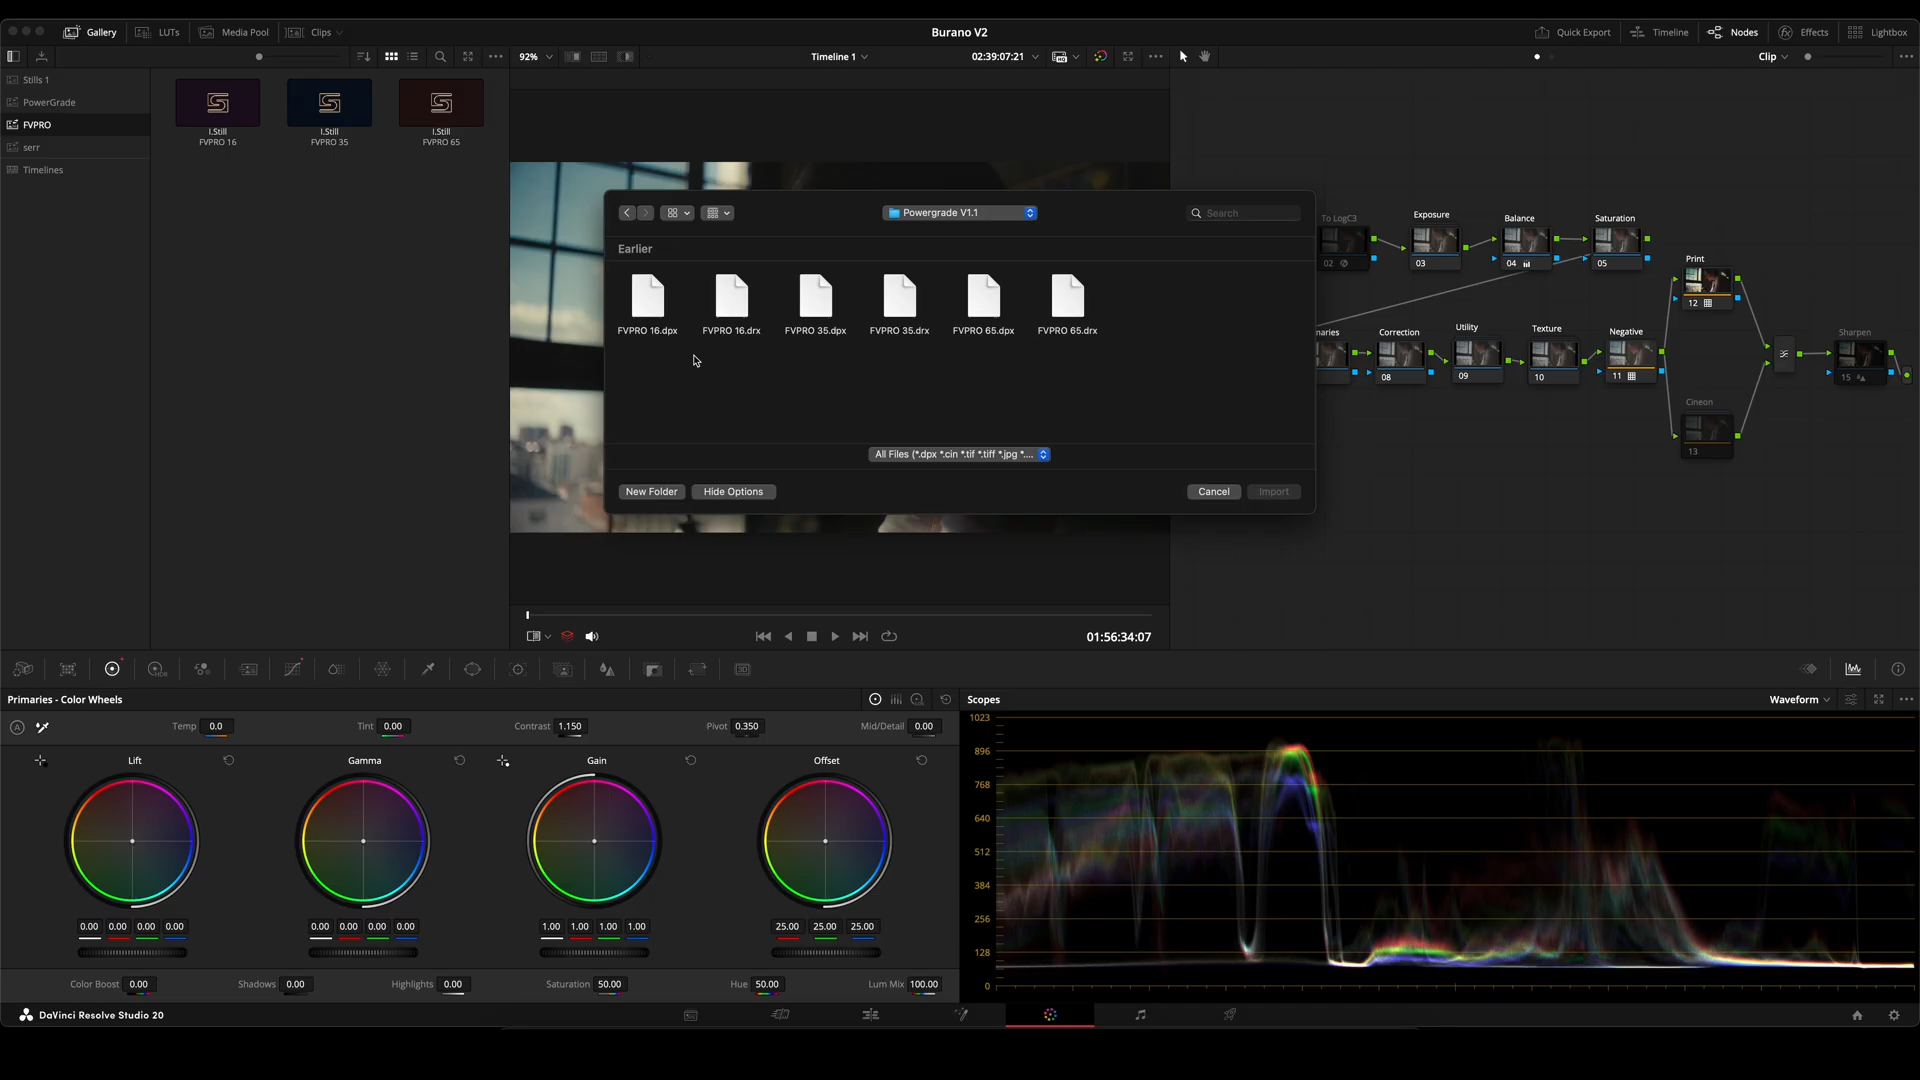 Gallery
LUTs
Media Pool
Clips
Burano V2
Quick Export
Timeline
Nodes
Effects
Lightbox
92%
Timeline 1
02:39:07:21
Clip
Stills 1
PowerGrade
FVPRO
serr
Timelines
I.Still
FVPRO 16
I.Still
FVPRO 35
I.Still
FVPRO 65
Powergrade V1.1
Search
Earlier
FVPRO 16.dpx
FVPRO 16.drx
FVPRO 35.dpx
FVPRO 35.drx
FVPRO 65.dpx
FVPRO 65.drx
All Files (*.dpx *.cin *.tif *.tiff *.jpg *....
New Folder
Hide Options
Cancel
Import
To LogC3
Exposure
Balance
Saturation
02
03
04
05
Print
12
naries
Correction
Utility
Texture
Negative
Sharpen
08
09
10
11
15
Cineon
13
01:56:34:07
Primaries - Color Wheels
Temp 0.0
Tint 0.00
Contrast 1.150
Pivot 0.350
Mid/Detail 0.00
Lift
Gamma
Gain
Offset
0.00 0.00 0.00 0.00
0.00 0.00 0.00 0.00
1.00 1.00 1.00 1.00
25.00 25.00 25.00
Color Boost 0.00
Shadows 0.00
Highlights 0.00
Saturation 50.00
Hue 50.00
Lum Mix 100.00
Scopes
Waveform
1023
896
768
640
512
384
256
128
0
DaVinci Resolve Studio 20